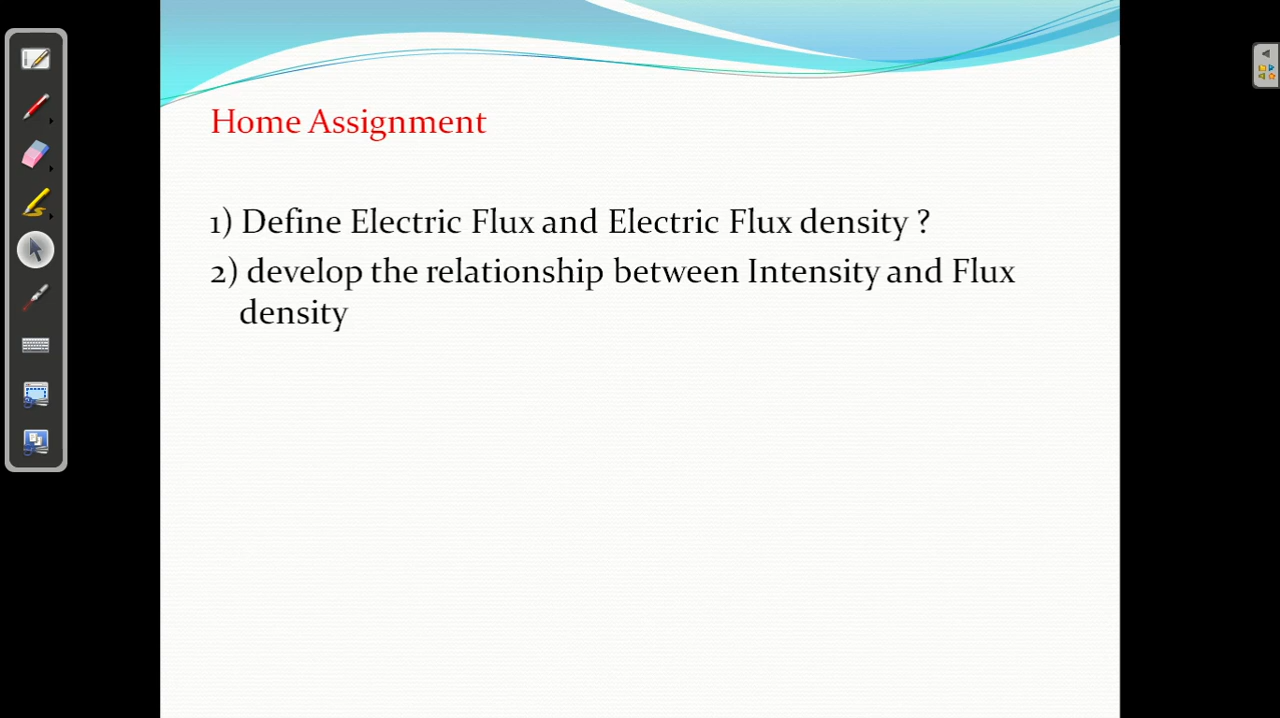 Home Assignment
1) Define Electric Flux and Electric Flux density ?
2) develop the relationship between Intensity and Flux
density